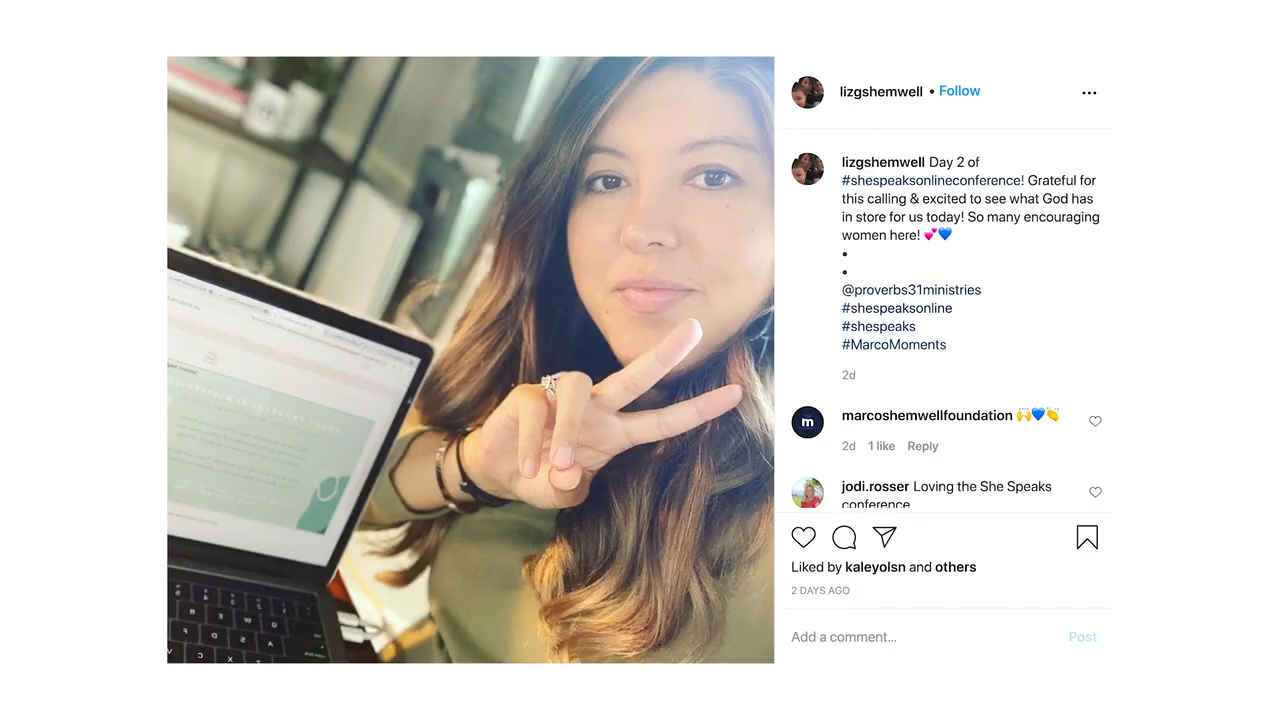 lizgshemwell • Follow
lizgshemwell Day 2 of
#shespeaksonlineconference! Grateful for
this calling & excited to see what God has
in store for us today! So many encouraging
women here! 💕💙
•
•
@proverbs31ministries
#shespeaksonline
#shespeaks
#MarcoMoments
2d
m
marcoshemwellfoundation 🙌💙👏
2d 1 like Reply
jodi.rosser Loving the She Speaks
conference
Liked by kaleyolsn and others
2 DAYS AGO
Add a comment... Post